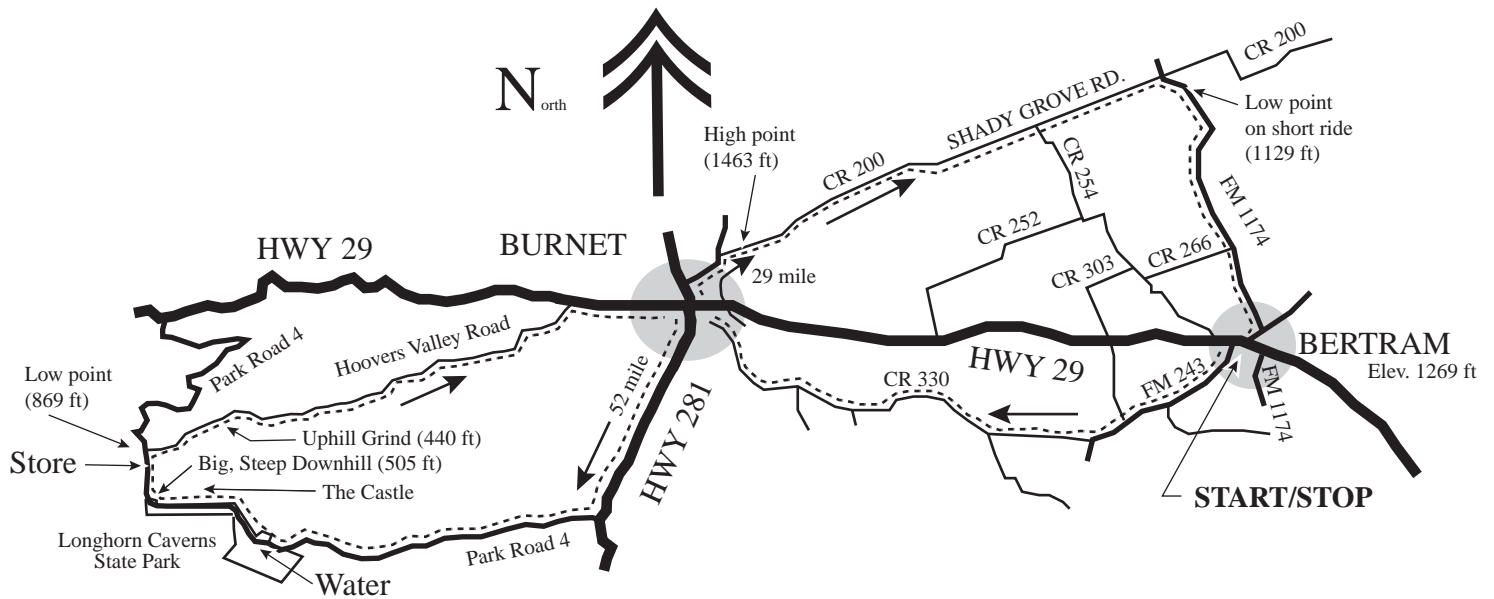 CR 200
SHADY GROVE RD.
Low point
on short ride
(1129 ft)
North
High point
(1463 ft)
CR 200
CR 254
FM 1174
HWY 29
BURNET
CR 252
CR 266
CR 303
29 mile
Park Road 4
Hoovers Valley Road
HWY 29
BERTRAM
Elev. 1269 ft
Low point
(869 ft)
52 mile
CR 330
FM 243
FM 1174
Uphill Grind (440 ft)
Store
Big, Steep Downhill (505 ft)
HWY 281
The Castle
START/STOP
Longhorn Caverns
State Park
Park Road 4
Water